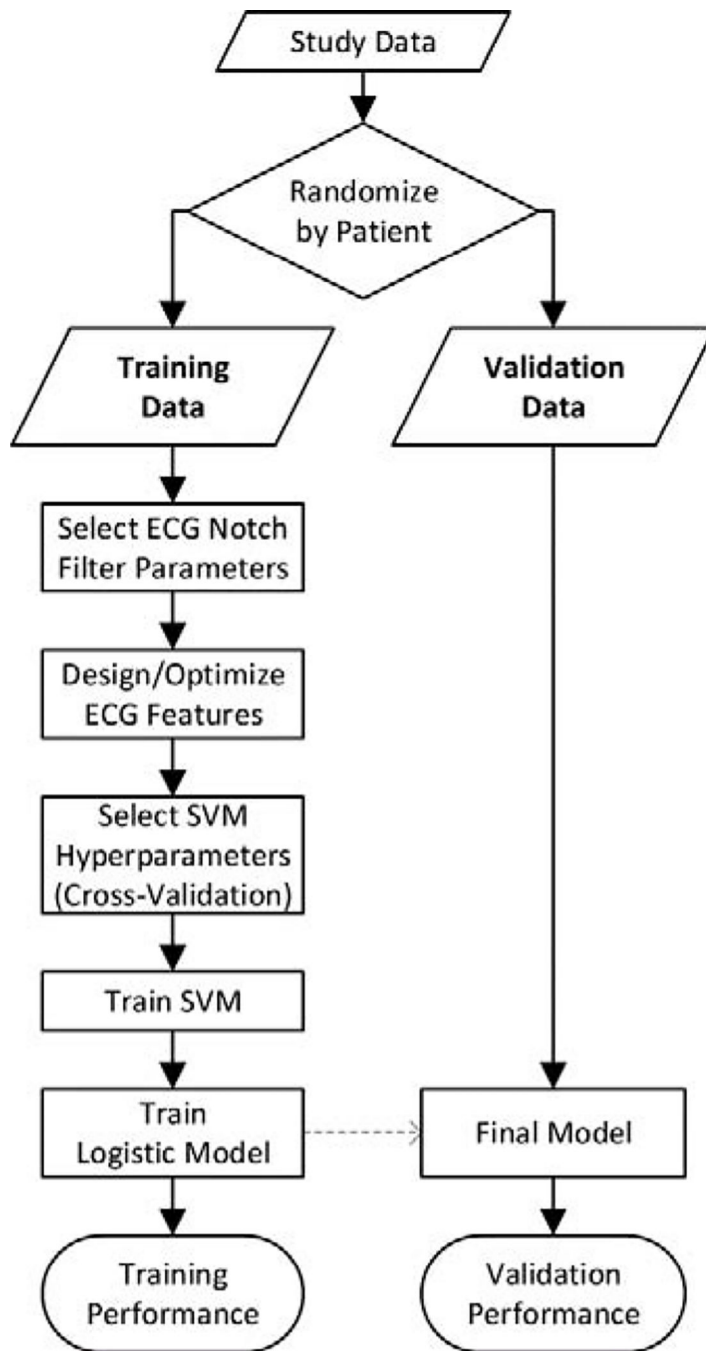 Study Data
Randomize
by Patient
Training
Data
Validation
Data
Select ECG Notch
Filter Parameters
Design/Optimize
ECG Features
Select SVM
Hyperparameters
(Cross-Validation)
Train SVM
Train
Logistic Model
Final Model
Training
Performance
Validation
Performance